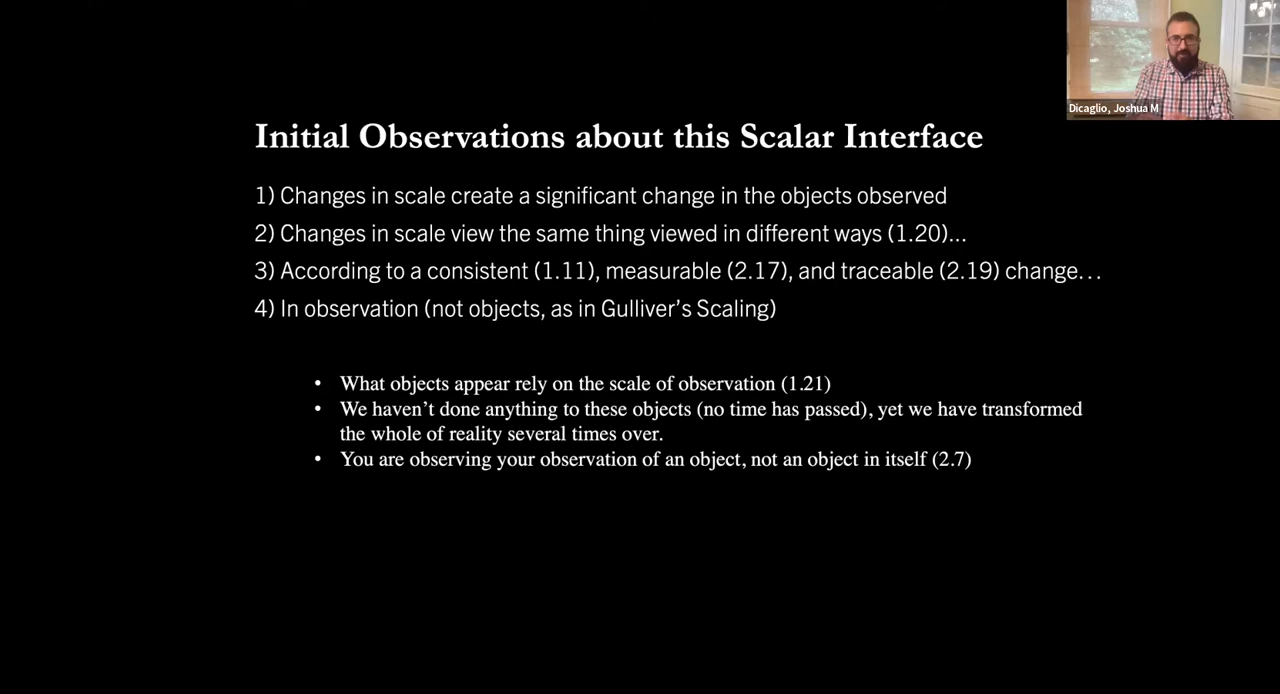 Dicaglio, Joshua M
Initial Observations about this Scalar Interface
1) Changes in scale create a significant change in the objects observed
2) Changes in scale view the same thing viewed in different ways (1.20)...
3) According to a consistent (1.11), measurable (2.17), and traceable (2.19) change…
4) In observation (not objects, as in Gulliver’s Scaling)
• What objects appear rely on the scale of observation (1.21)
• We haven’t done anything to these objects (no time has passed), yet we have transformed
the whole of reality several times over.
• You are observing your observation of an object, not an object in itself (2.7)